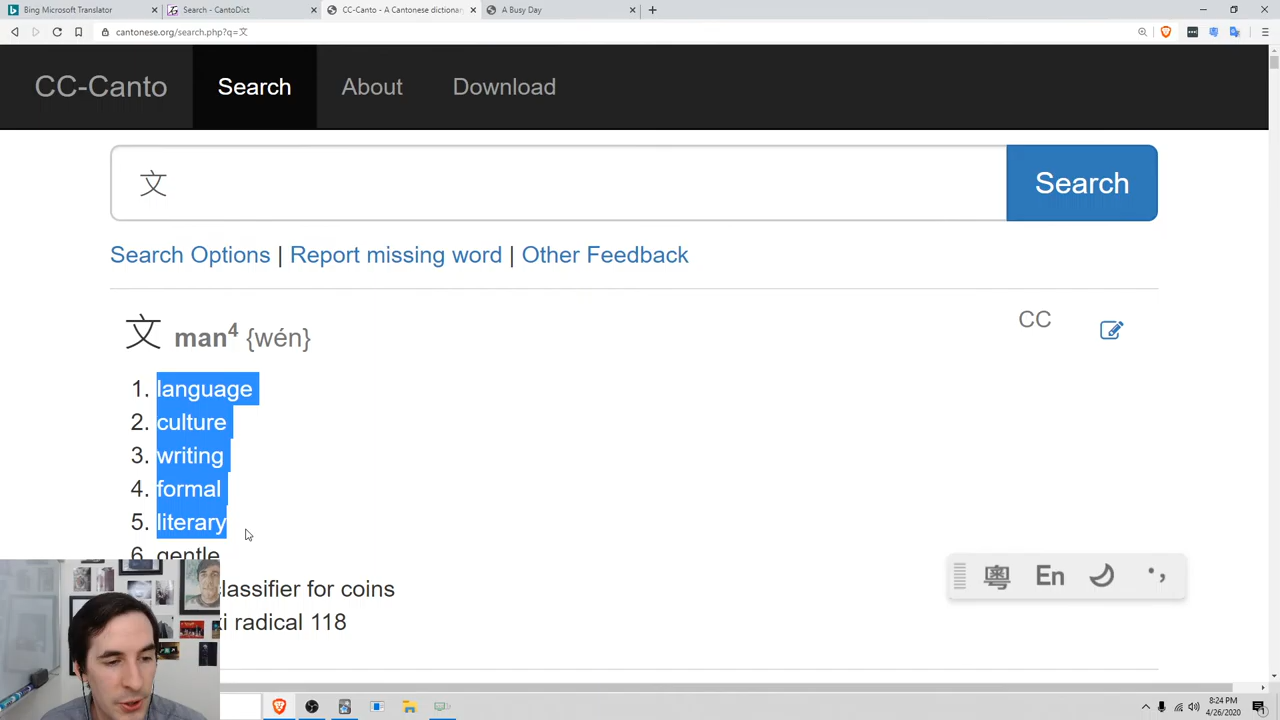 Bing Microsoft Translator
Search - CantoDict
CC-Canto - A Cantonese dictionar
A Busy Day
cantonese.org/search.php?q=文
CC-Canto
Search
About
Download
文
Search
Search Options | Report missing word | Other Feedback
文 man4 {wén}
CC
1. language
2. culture
3. writing
4. formal
5. literary
6. gentle
classifier for coins
radical 118
粤 En
8:24 PM
4/26/2020